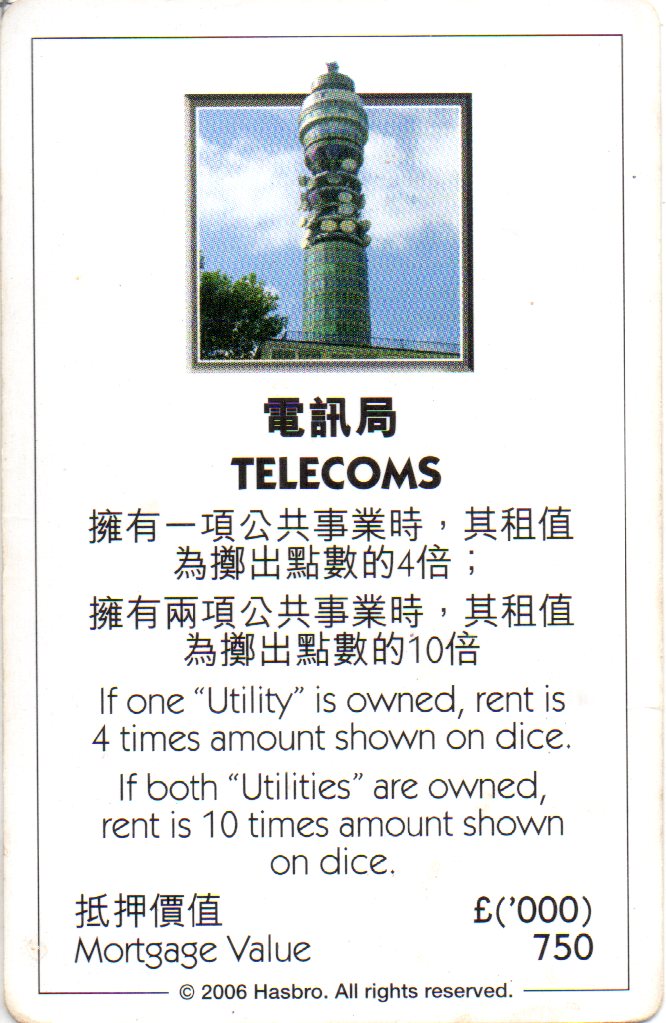 電訊局
TELECOMS
擁有一項公共事業時，其租值
為擲出點數的4倍；
擁有兩項公共事業時，其租值
為擲出點數的10倍
If one “Utility” is owned, rent is
4 times amount shown on dice.
If both “Utilities” are owned,
rent is 10 times amount shown
on dice.
抵押價值 £(’000)
Mortgage Value 750
© 2006 Hasbro. All rights reserved.